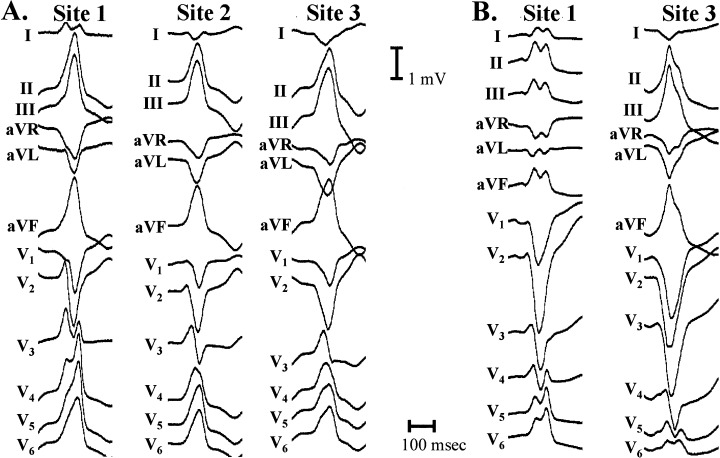 A. Site 1 Site 2 Site 3
I
II
III
aVR
aVL
aVF
V1
V2
V3
V4
V5
V6
I
II
III
aVR
aVL
aVF
V1
V2
V3
V4
V5
V6
I
II
III
aVR
aVL
aVF
V1
V2
V3
V4
V5
V6
1 mV
100 msec
B. Site 1 Site 3
I
II
III
aVR
aVL
aVF
V1
V2
V3
V4
V5
V6
I
II
III
aVR
aVL
aVF
V1
V2
V3
V4
V5
V6